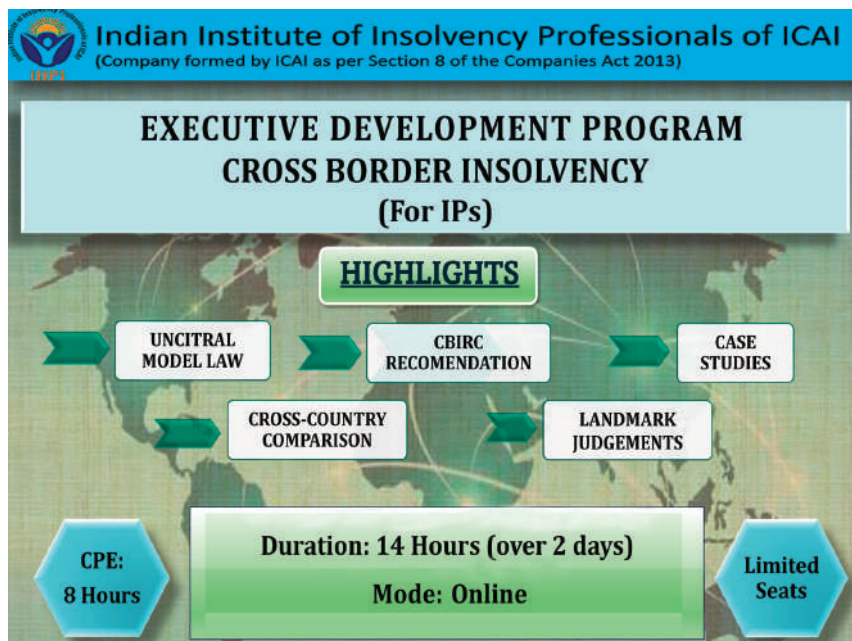 Indian Institute of Insolvency Professionals of ICAI
(Company formed by ICAI as per Section 8 of the Companies Act 2013)
EXECUTIVE DEVELOPMENT PROGRAM
CROSS BORDER INSOLVENCY
(For IPs)
HIGHLIGHTS
UNCITRAL
MODEL LAW
CBIRC
RECOMENDATION
CASE
STUDIES
CROSS-COUNTRY
COMPARISON
LANDMARK
JUDGEMENTS
CPE:
8 Hours
Duration: 14 Hours (over 2 days)
Mode: Online
Limited
Seats